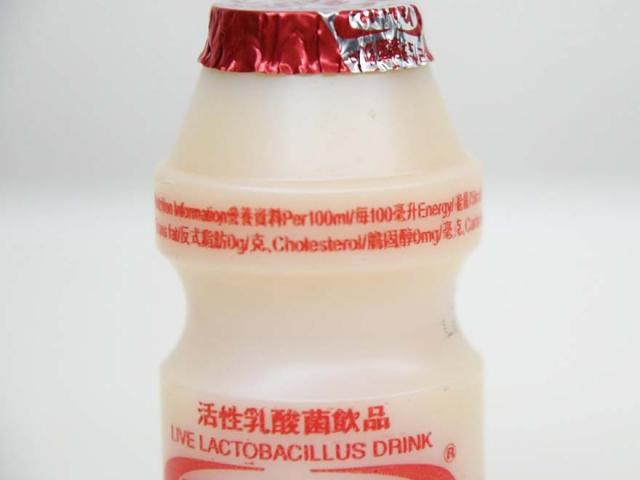 Information營養資料Per100ml/每100毫升Energy/
fat/反式脂肪0g/克、Cholesterol/膽固醇0mg/毫克、
活性乳酸菌飲品
LIVE LACTOBACILLUS DRINK ®